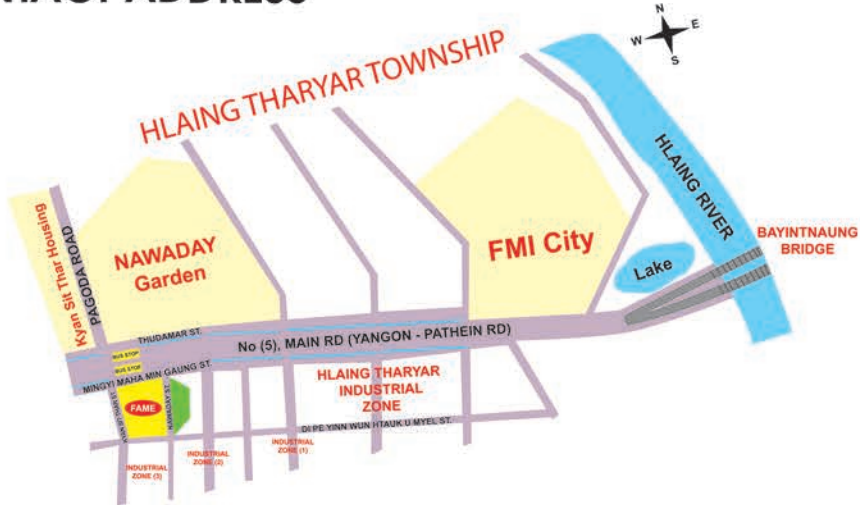 HLAING THARYAR TOWNSHIP
N
W
E
S
HLAING RIVER
BAYINTNAUNG
BRIDGE
Lake
FMI City
NAWADAY
Garden
Kyan Sit Thar Housing
PAGODA ROAD
THUDAMAR ST.
No (5), MAIN RD (YANGON - PATHEIN RD)
BUS STOP
BUS STOP
MINGYI MAHA MIN GAUNG ST.
FAME
NAWADAY ST.
HLAING THARYAR
INDUSTRIAL
ZONE
DI PE YINN WUN HTAUK U MYEL ST.
INDUSTRIAL
ZONE (3)
INDUSTRIAL
ZONE (2)
INDUSTRIAL
ZONE (1)